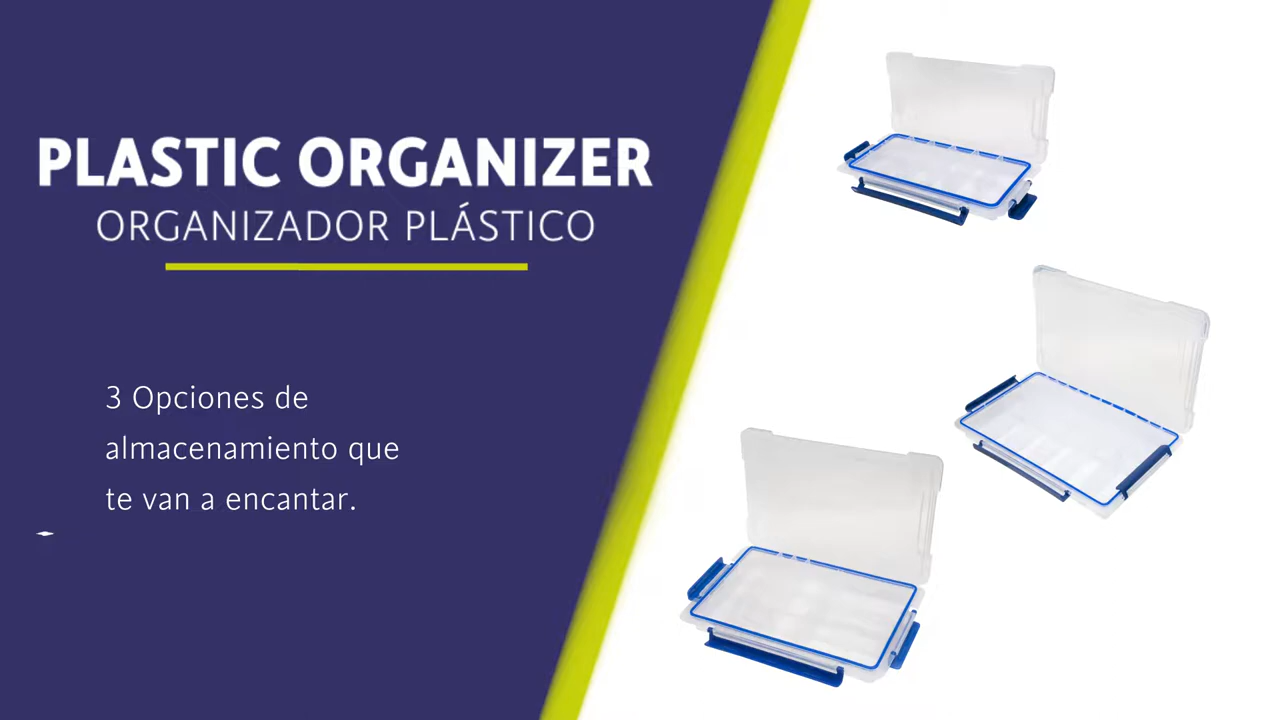 PLASTIC ORGANIZER
ORGANIZADOR PLÁSTICO
3 Opciones de
almacenamiento que
te van a encantar.